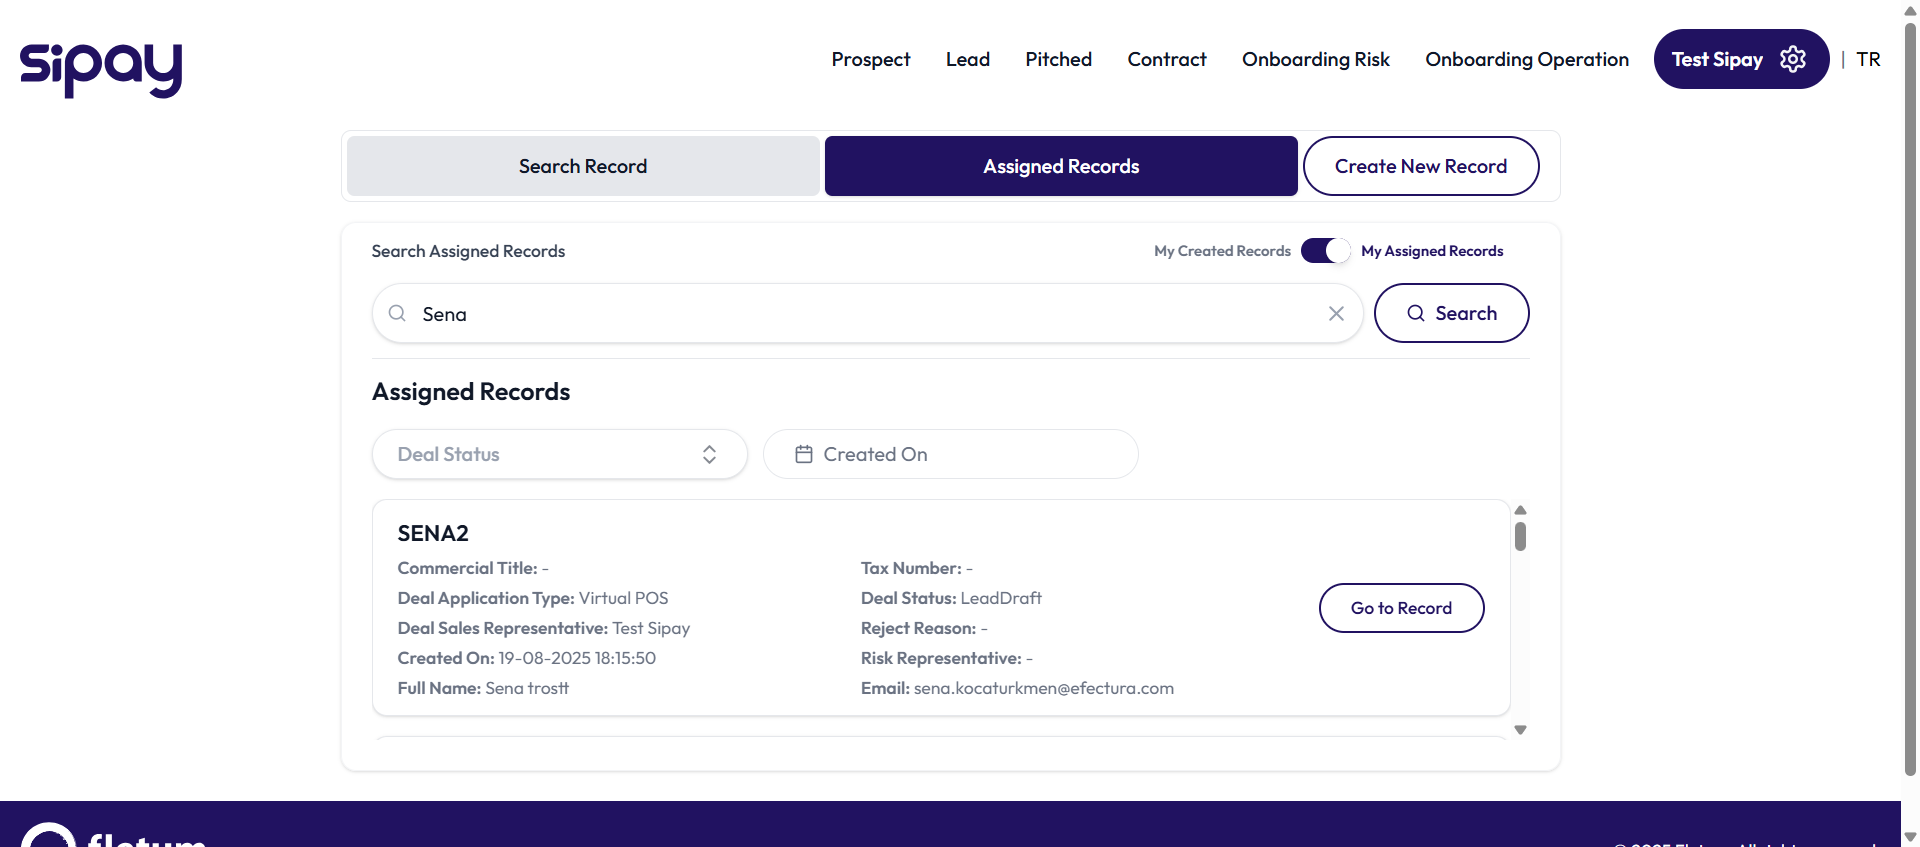 sipay
Prospect Lead Pitched Contract Onboarding Risk Onboarding Operation Test Sipay | TR
Search Record Assigned Records Create New Record
Search Assigned Records My Created Records My Assigned Records
Sena Search
Assigned Records
Deal Status Created On
SENA2
Commercial Title: - Tax Number: -
Deal Application Type: Virtual POS Deal Status: LeadDraft
Go to Record
Deal Sales Representative: Test Sipay Reject Reason: -
Created On: 19-08-2025 18:15:50 Risk Representative: -
Full Name: Sena trostt Email: sena.kocaturkmen@efectura.com